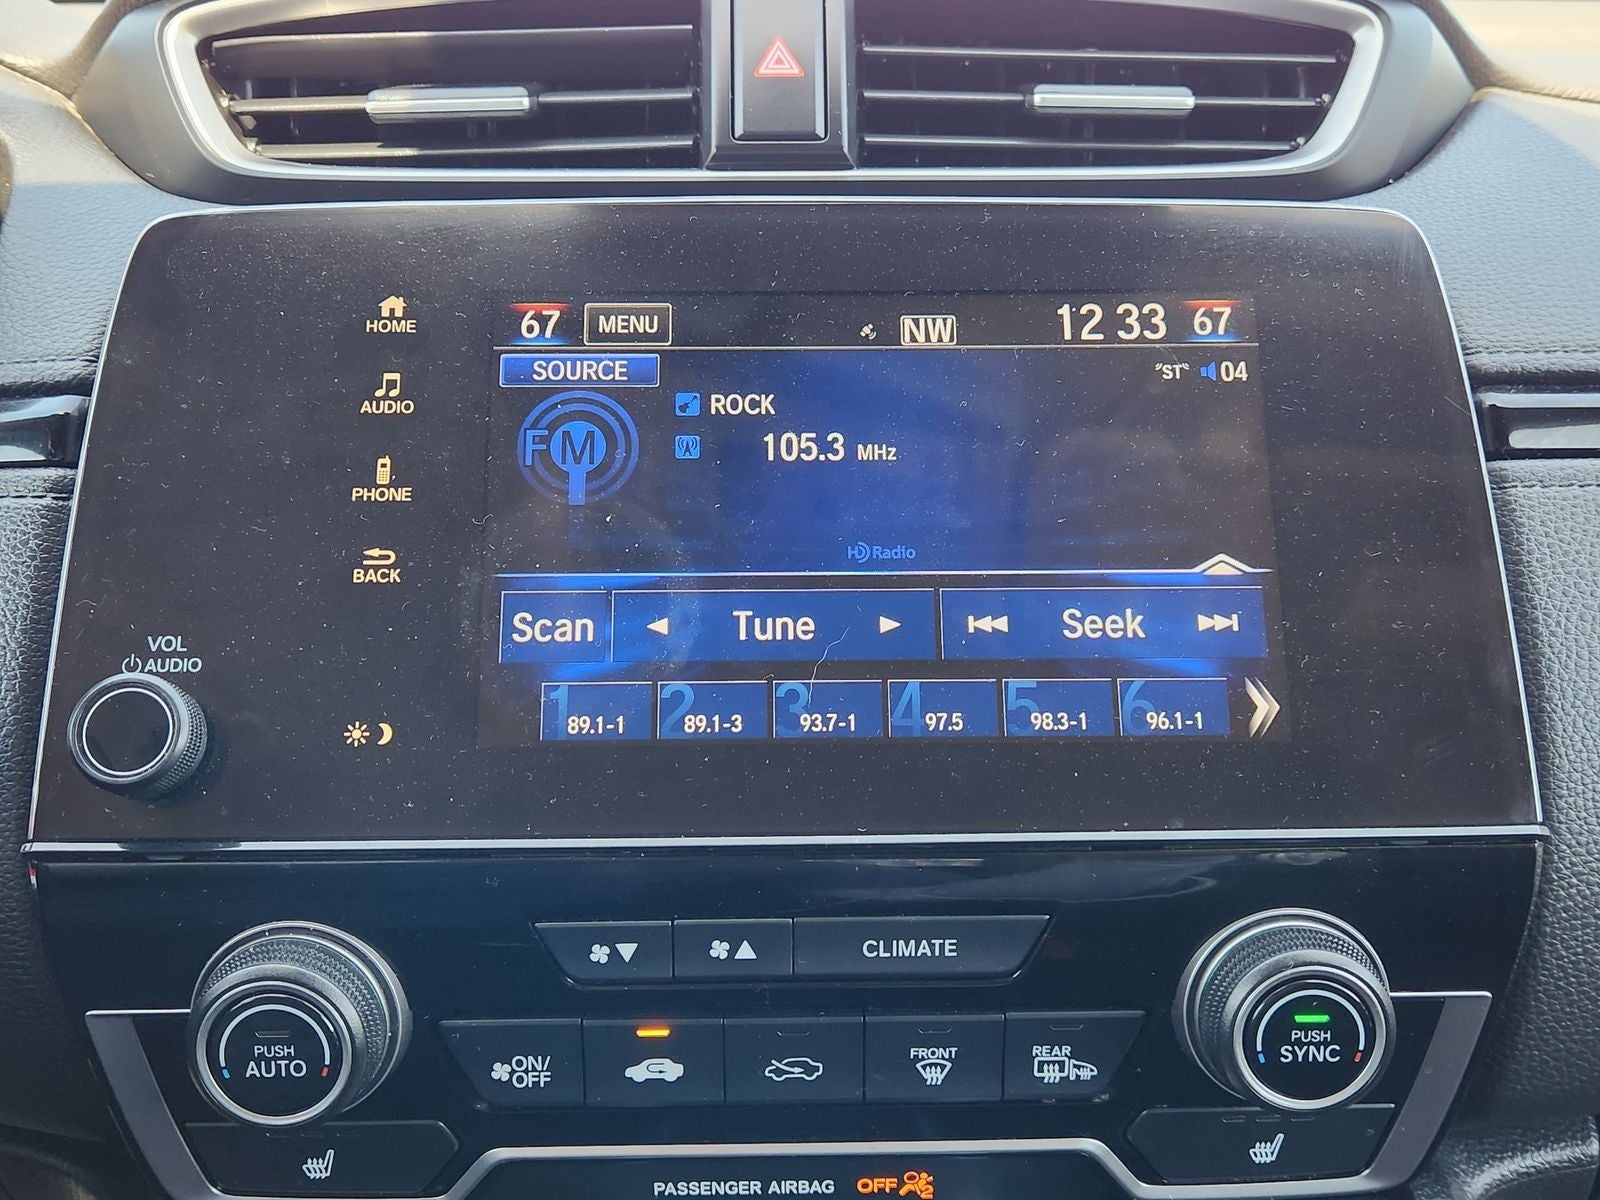 HOME
AUDIO
PHONE
BACK
VOL
AUDIO
67 MENU NW 12 33 67
SOURCE
"ST" 04
FM
ROCK
105.3 MHz
HD Radio
Scan Tune Seek
1 89.1-1 2 89.1-3 3 93.7-1 4 97.5 5 98.3-1 6 96.1-1
CLIMATE
PUSH
AUTO
ON/
OFF
FRONT
REAR
PUSH
SYNC
PASSENGER AIRBAG OFF 2